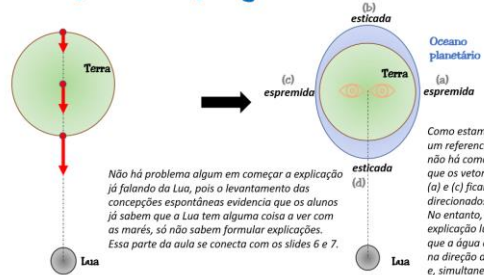 Terra
Lua
Não há problema algum em começar a explicação
já falando da Lua, pois o levantamento das
concepções espontâneas evidencia que os alunos
já sabem que a Lua tem alguma coisa a ver com
as marés, só não sabem formular explicações.
Essa parte da aula se conecta com os slides 6 e 7.
(b)
esticada
Oceano
planetário
Terra
(c)
espremida
(a)
espremida
esticada
(d)
Lua
Como estam
um referenc
não há como
que os vetor
(a) e (c) ficar
direcionados
No entanto,
explicação lú
que a água
na direção
e, simultane